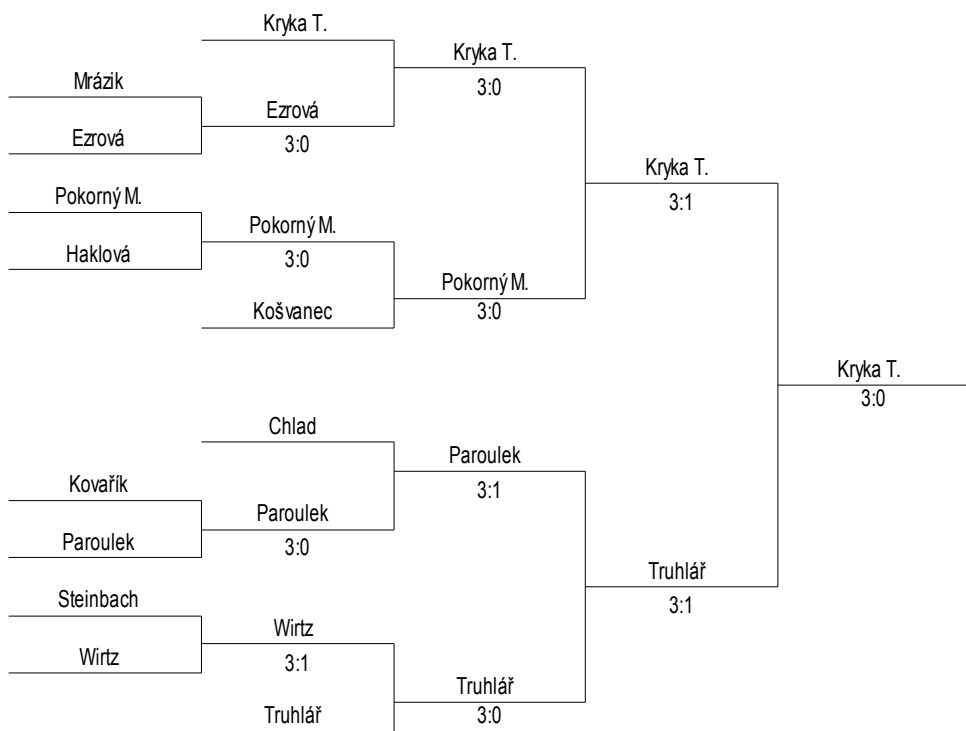 Kryka T.
Kryka T.
Mrázik
3:0
Ezrová
Ezrová
3:0
Kryka T.
Pokorný M.
3:1
Pokorný M.
Haklová
3:0
Pokorný M.
Košvanec
3:0
Kryka T.
3:0
Chlad
Paroulek
Kovařík
3:1
Paroulek
Paroulek
3:0
Truhlář
Steinbach
3:1
Wirtz
Wirtz
3:1
Truhlář
Truhlář
3:0